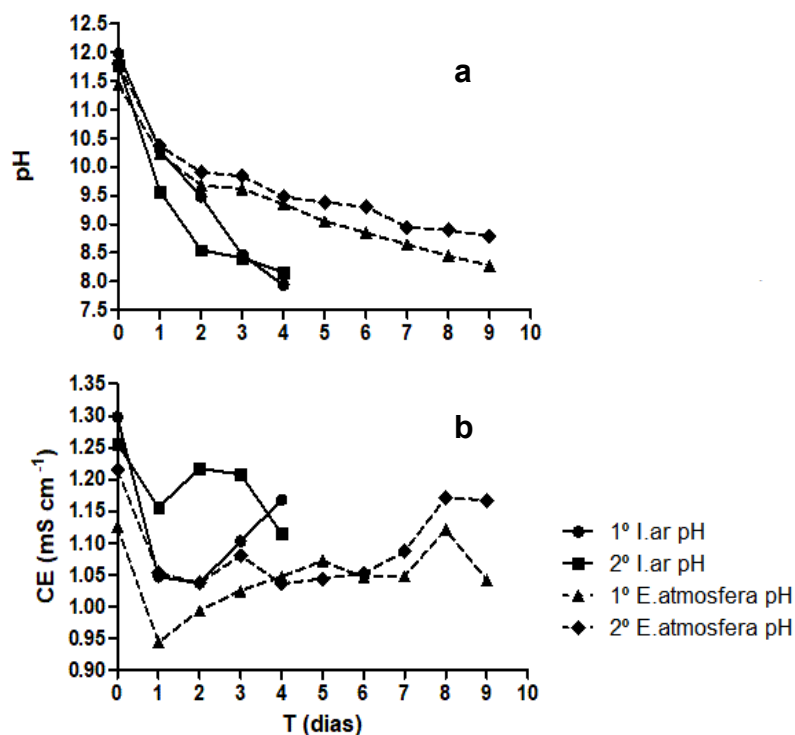 a
pH
12.5
12.0
11.5
11.0
10.5
10.0
9.5
9.0
8.5
8.0
7.5
0 1 2 3 4 5 6 7 8 9 10
b
CE (mS cm⁻¹)
1.35
1.30
1.25
1.20
1.15
1.10
1.05
1.00
0.95
0.90
0 1 2 3 4 5 6 7 8 9 10
T (dias)
1º I.ar pH
2º I.ar pH
1º E.atmosfera pH
2º E.atmosfera pH